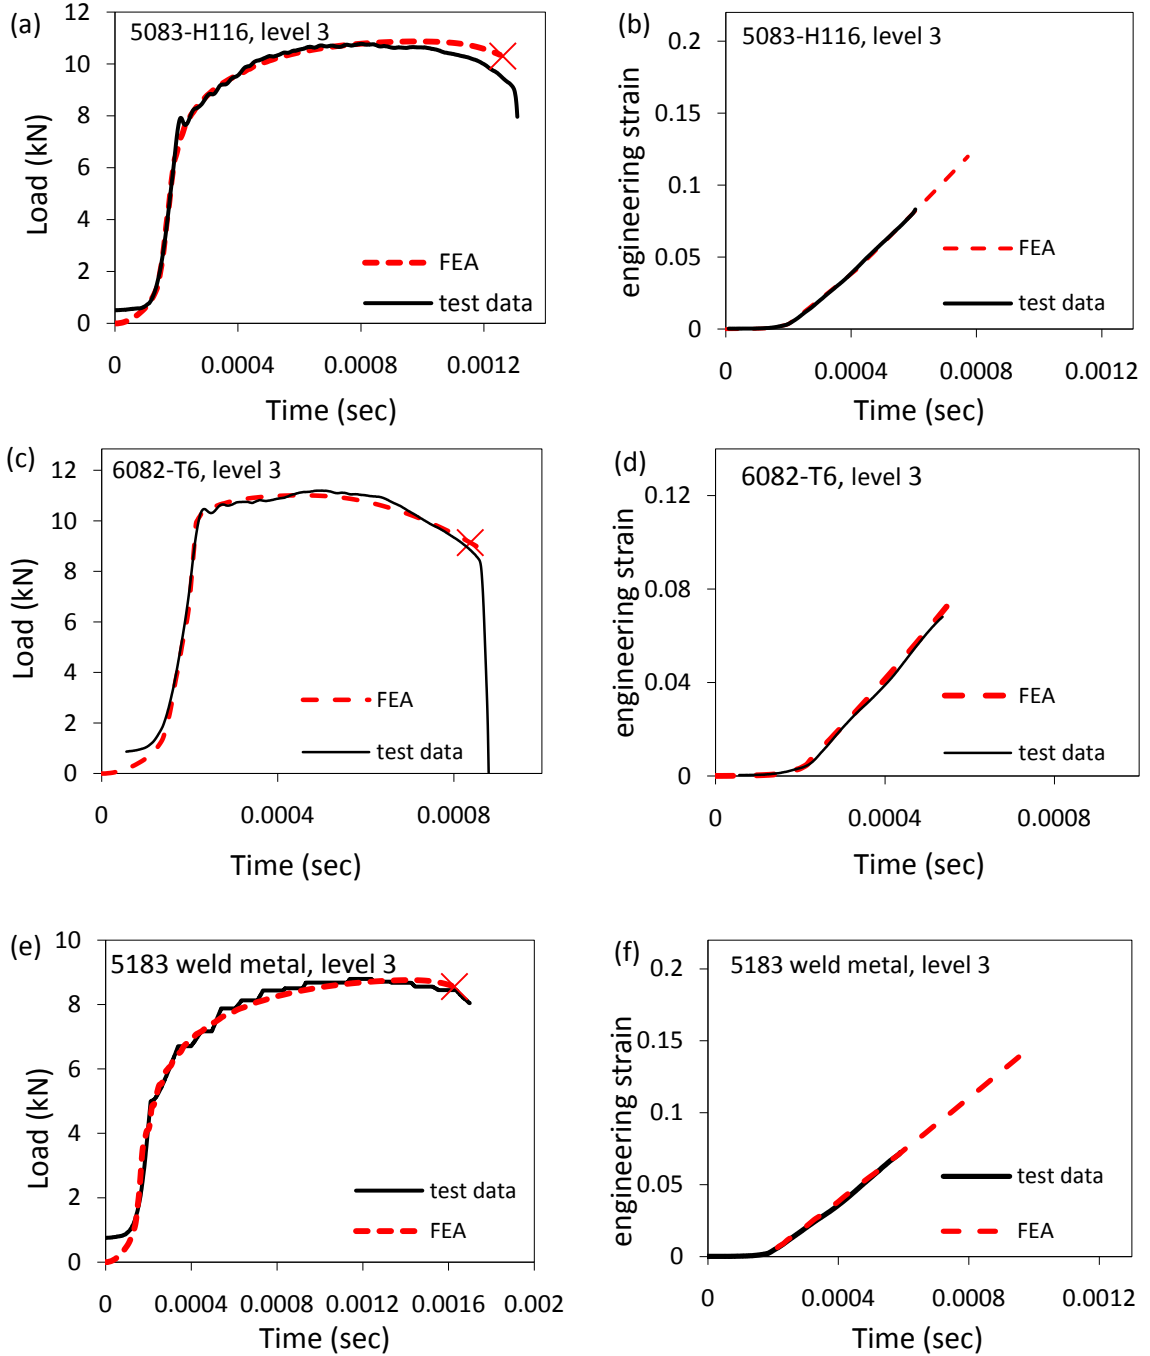 (a)
5083-H116, level 3
12
10
8
6
4
2
0
Load (kN)
FEA
test data
0 0.0004 0.0008 0.0012
Time (sec)
(b)
5083-H116, level 3
0.2
0.15
0.1
0.05
0
engineering strain
FEA
test data
0 0.0004 0.0008 0.0012
Time (sec)
(c)
6082-T6, level 3
12
10
8
6
4
2
0
Load (kN)
FEA
test data
0 0.0004 0.0008
Time (sec)
(d)
6082-T6, level 3
0.12
0.08
0.04
0
engineering strain
FEA
test data
0 0.0004 0.0008
Time (sec)
(e)
5183 weld metal, level 3
10
8
6
4
2
0
Load (kN)
test data
FEA
0 0.0004 0.0008 0.0012 0.0016 0.002
Time (sec)
(f)
5183 weld metal, level 3
0.2
0.15
0.1
0.05
0
engineering strain
test data
FEA
0 0.0004 0.0008 0.0012
Time (sec)